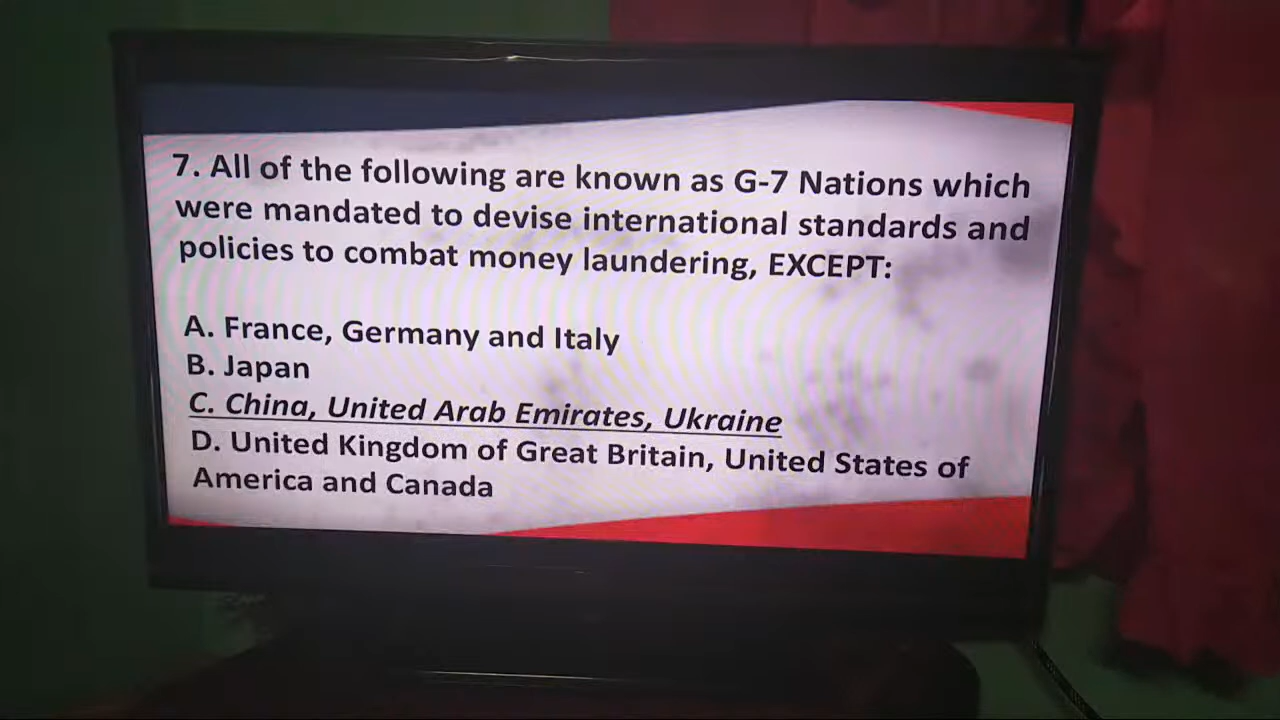 7. All of the following are known as G-7 Nations which
were mandated to devise international standards and
policies to combat money laundering, EXCEPT:
A. France, Germany and Italy
B. Japan
C. China, United Arab Emirates, Ukraine
D. United Kingdom of Great Britain, United States of
America and Canada